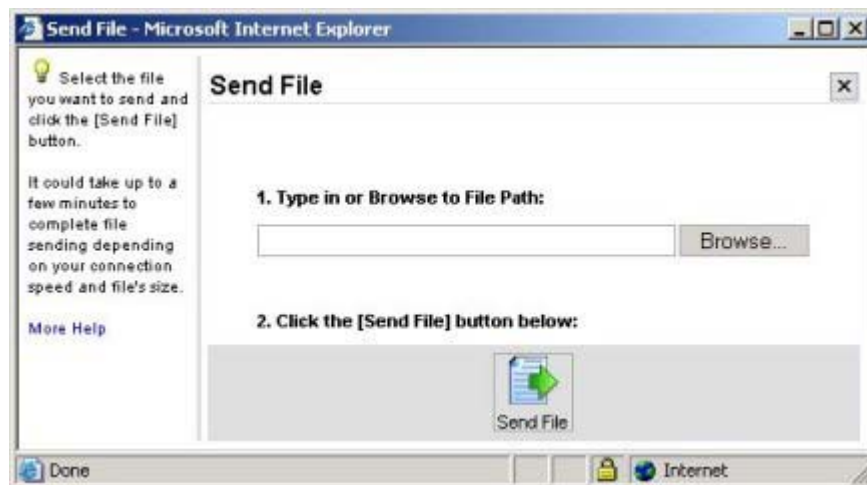 Send File - Microsoft Internet Explorer
Select the file
you want to send and
click the [Send File]
button.
It could take up to a
few minutes to
complete file
sending depending
on your connection
speed and file's size.
More Help
Send File
1. Type in or Browse to File Path:
Browse...
2. Click the [Send File] button below:
Send File
Done
Internet